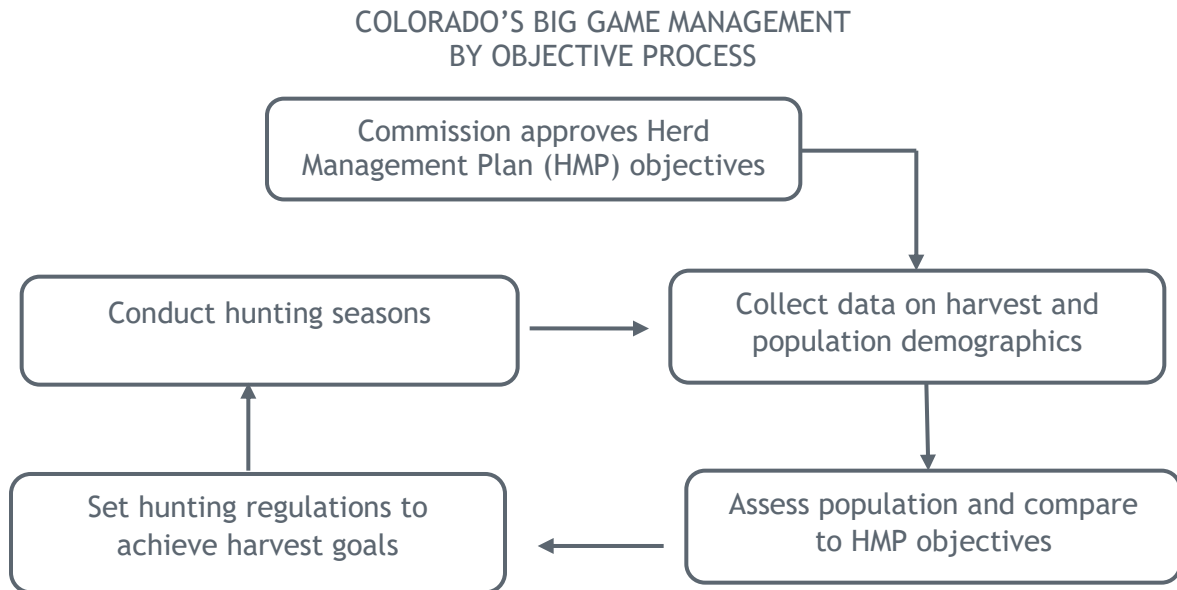 COLORADO’S BIG GAME MANAGEMENT
BY OBJECTIVE PROCESS
Commission approves Herd
Management Plan (HMP) objectives
Conduct hunting seasons
Collect data on harvest and
population demographics
Set hunting regulations to
achieve harvest goals
Assess population and compare
to HMP objectives